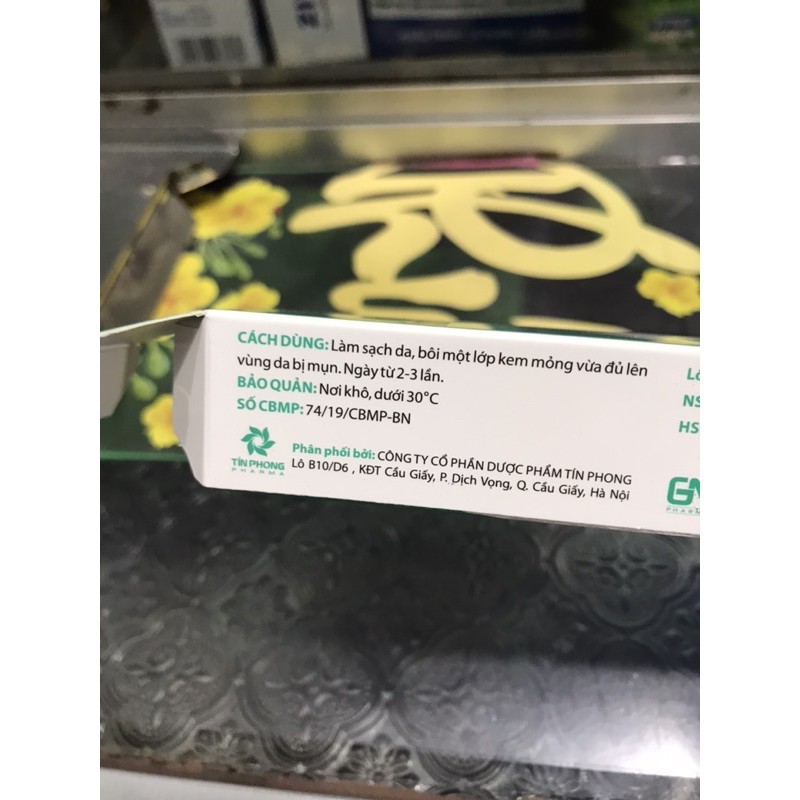 CÁCH DÙNG: Làm sạch da, bôi một lớp kem mỏng vừa đủ lên
vùng da bị mụn. Ngày từ 2-3 lần.
BẢO QUẢN: Nơi khô, dưới 30°C
SỐ CBMP: 74/19/CBMP-BN
TÍN PHONG
PHARMA
Phân phối bởi: CÔNG TY CỔ PHẦN DƯỢC PHẨM TÍN PHONG
Lô B10/D6 , KĐT Cầu Giấy, P. Dịch Vọng, Q. Cầu Giấy, Hà Nội
NS
HS